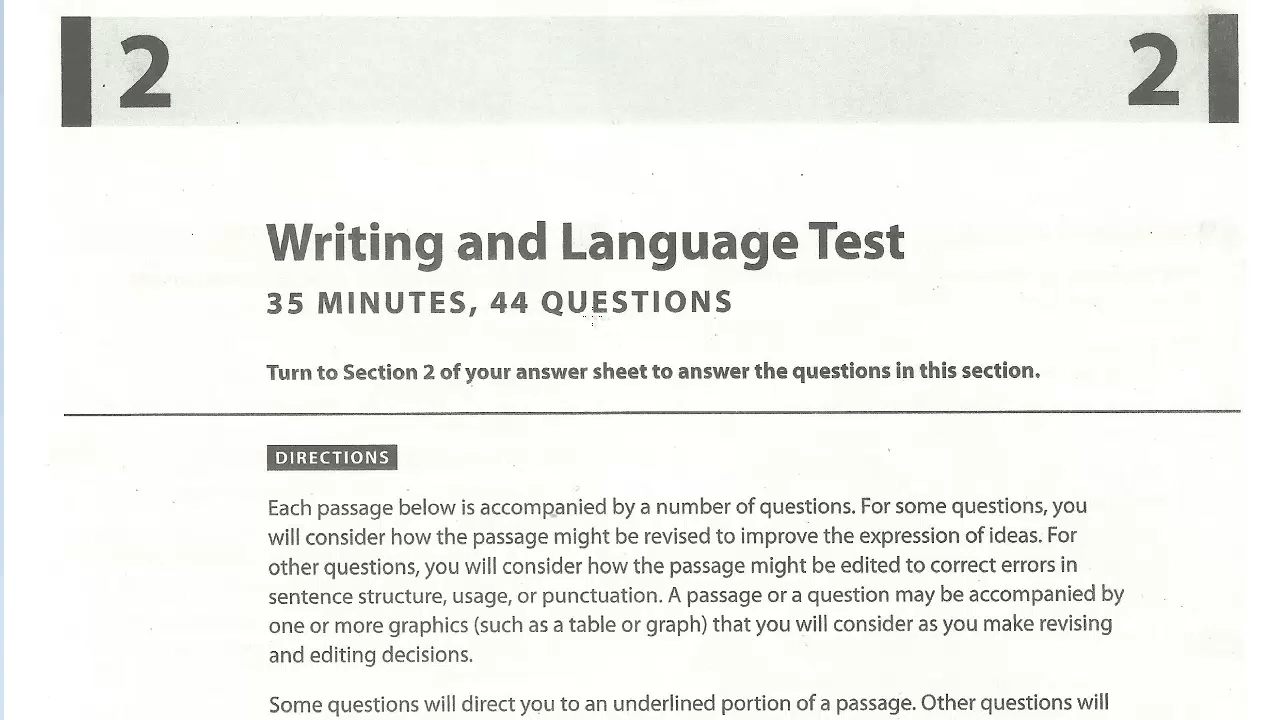 2 2
Writing and Language Test
35 MINUTES, 44 QUESTIONS
Turn to Section 2 of your answer sheet to answer the questions in this section.
DIRECTIONS
Each passage below is accompanied by a number of questions. For some questions, you
will consider how the passage might be revised to improve the expression of ideas. For
other questions, you will consider how the passage might be edited to correct errors in
sentence structure, usage, or punctuation. A passage or a question may be accompanied by
one or more graphics (such as a table or graph) that you will consider as you make revising
and editing decisions.
Some questions will direct you to an underlined portion of a passage. Other questions will